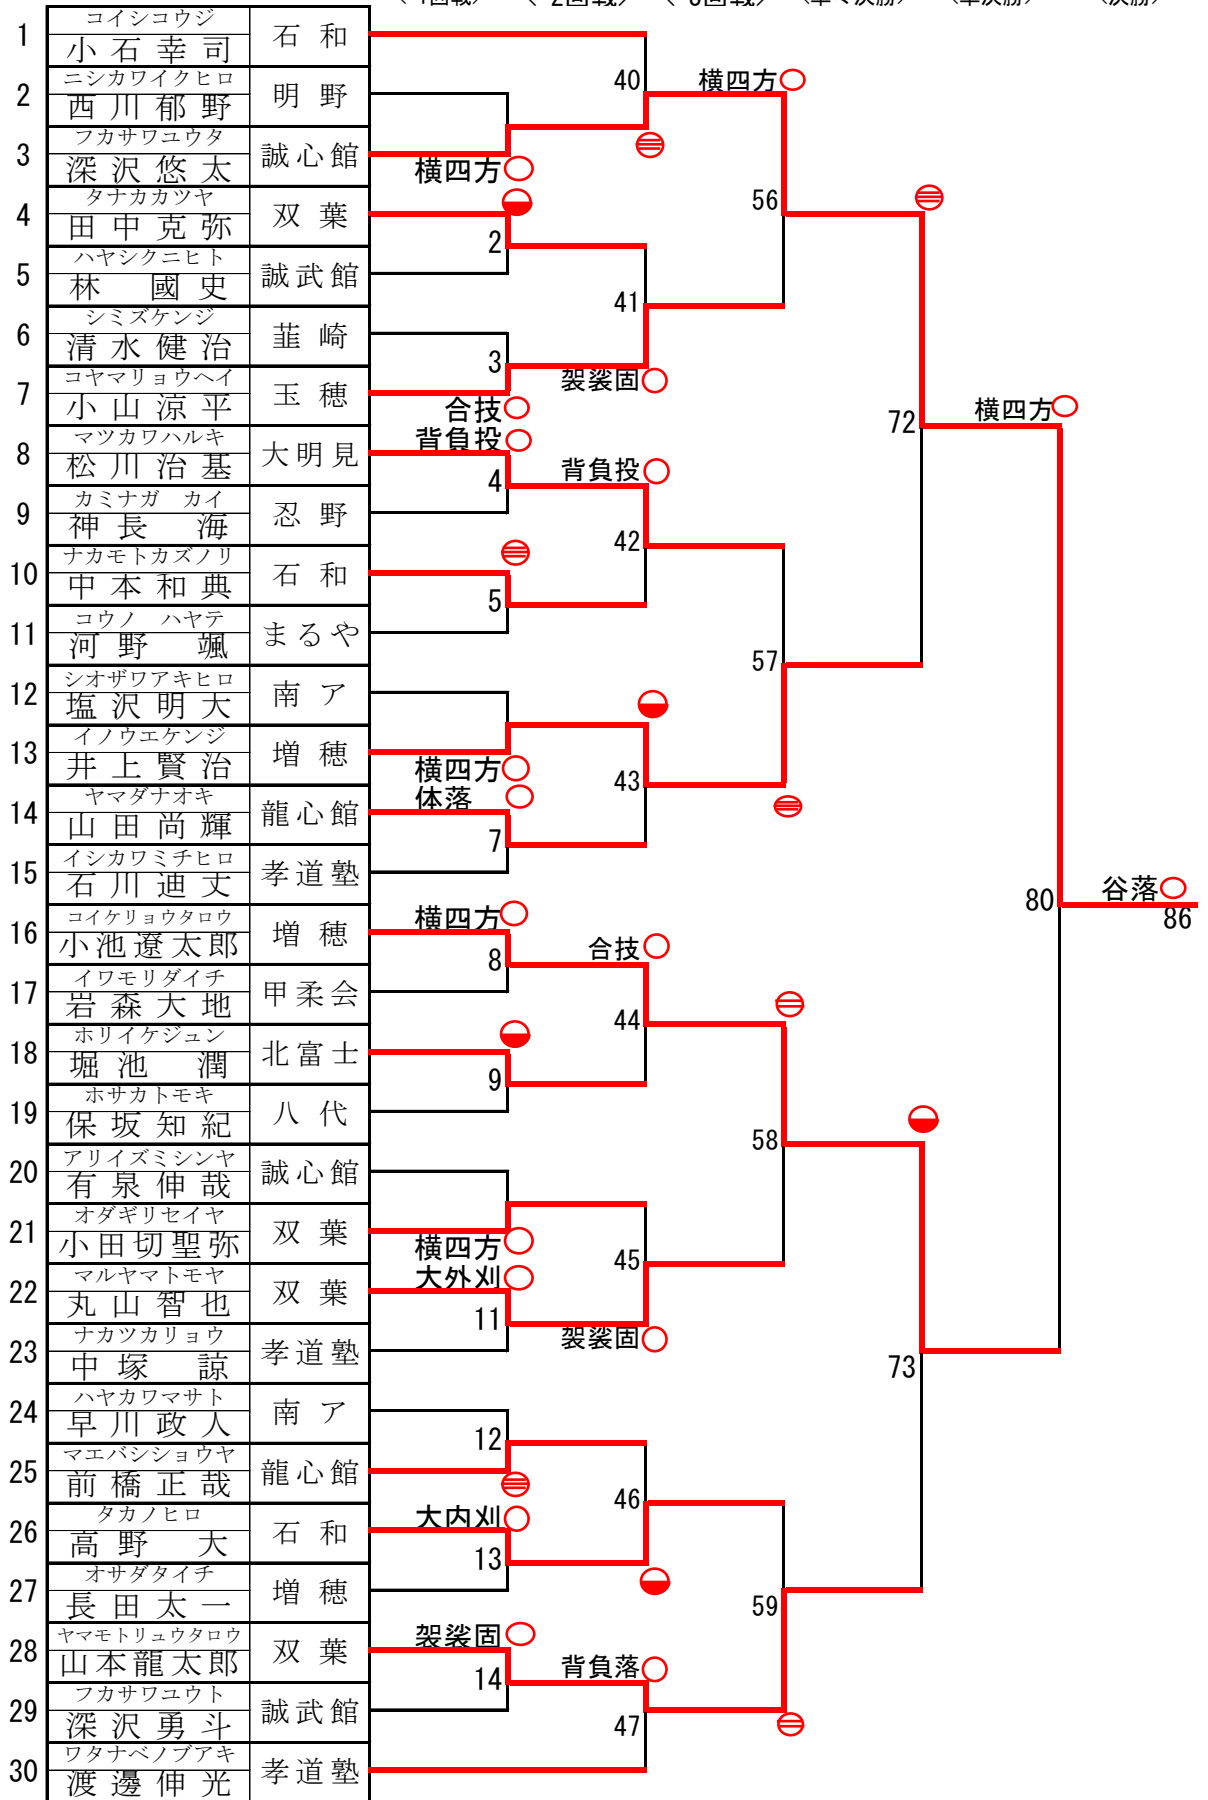 1 コイシコウジ 小石幸司 石和
2 ニシカワイクヒロ 西川郁野 明野
3 フカサワユウタ 深沢悠太 誠心館
4 タナカカツヤ 田中克弥 双葉
5 ハヤシクニヒト 林 國史 誠武館
6 シミズケンジ 清水健治 韮崎
7 コヤマリョウヘイ 小山涼平 玉穂
8 マツカワハルキ 松川治基 大明見
9 カミナガ カイ 神長 海 忍野
10 ナカモトカズノリ 中本和典 石和
11 コウノ ハヤテ 河野 颯 まるや
12 シオザワアキヒロ 塩沢明大 南ア
13 イノウエケンジ 井上賢治 増穂
14 ヤマダナオキ 山田尚輝 龍心館
15 イシカワミチヒロ 石川迪丈 孝道塾
16 コイケリョウタロウ 小池遼太郎 増穂
17 イワモリダイチ 岩森大地 甲柔会
18 ホリイケジュン 堀池 潤 北富士
19 ホサカトモキ 保坂知紀 八代
20 アリイズミシンヤ 有泉伸哉 誠心館
21 オダギリセイヤ 小田切聖弥 双葉
22 マルヤマトモヤ 丸山智也 双葉
23 ナカツカリョウ 中塚 諒 孝道塾
24 ハヤカワマサト 早川政人 南ア
25 マエバシショウヤ 前橋正哉 龍心館
26 タカノヒロ 高野 大 石和
27 オサダタイチ 長田太一 増穂
28 ヤマモトリュウタロウ 山本龍太郎 双葉
29 フカサワユウト 深沢勇斗 誠武館
30 ワタナベノブアキ 渡邊伸光 孝道塾
横四方
2
3
合技
背負投
4
5
横四方
体落
7
横四方
8
9
横四方
大外刈
11
12
大内刈
13
袈裟固
14
40
41
袈裟固
背負投
42
43
合技
44
45
袈裟固
46
背負落
47
横四方
56
57
58
59
72
73
横四方
80
谷落
86